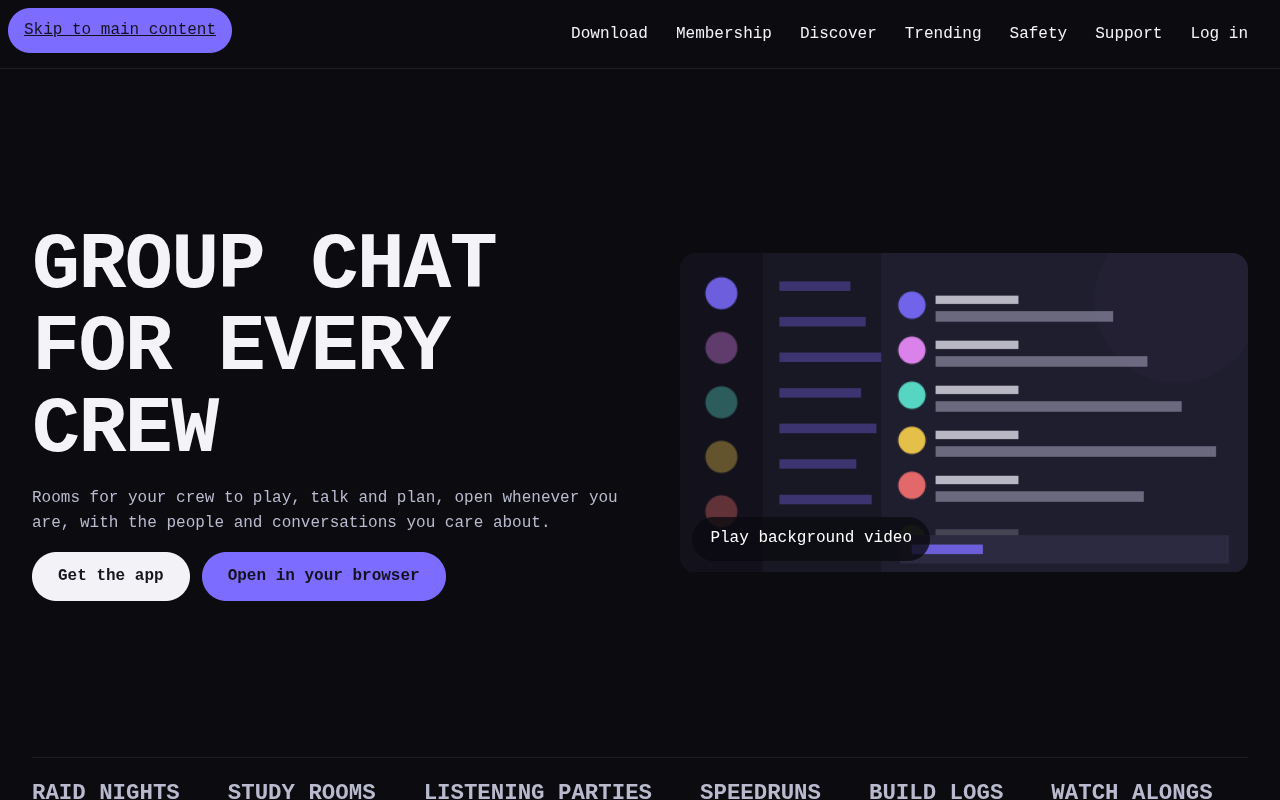 Skip to main content
Download Membership Discover Trending Safety Support Log in
GROUP CHAT
FOR EVERY
CREW
Rooms for your crew to play, talk and plan, open whenever you
are, with the people and conversations you care about.
Get the app Open in your browser
Play background video
RAID NIGHTS STUDY ROOMS LISTENING PARTIES SPEEDRUNS BUILD LOGS WATCH ALONGS